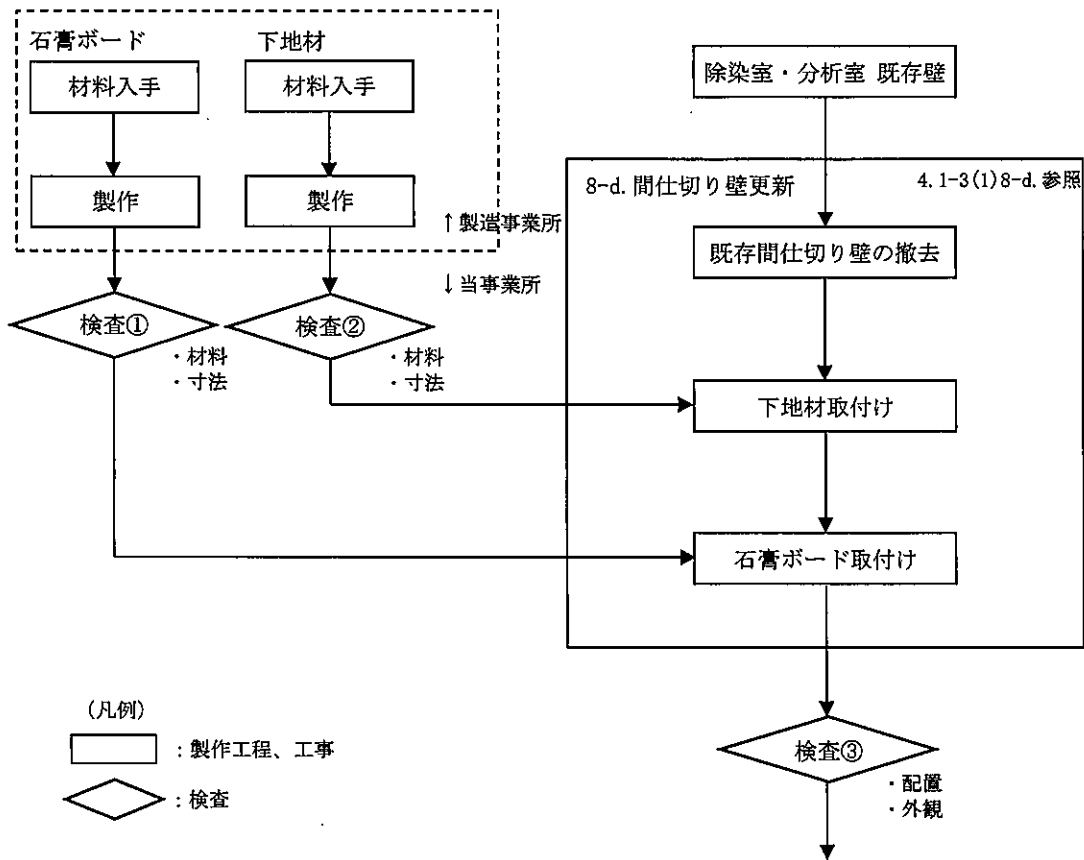 石膏ボード
下地材
材料入手
材料入手
除染室・分析室 既存壁
製作
製作
↑製造事業所
↓当事業所
8-d. 間仕切り壁更新
4.1-3(1)8-d.参照
既存間仕切り壁の撤去
検査①
・材料
・寸法
検査②
・材料
・寸法
下地材取付け
石膏ボード取付け
検査③
・配置
・外観
(凡例)
：製作工程、工事
：検査